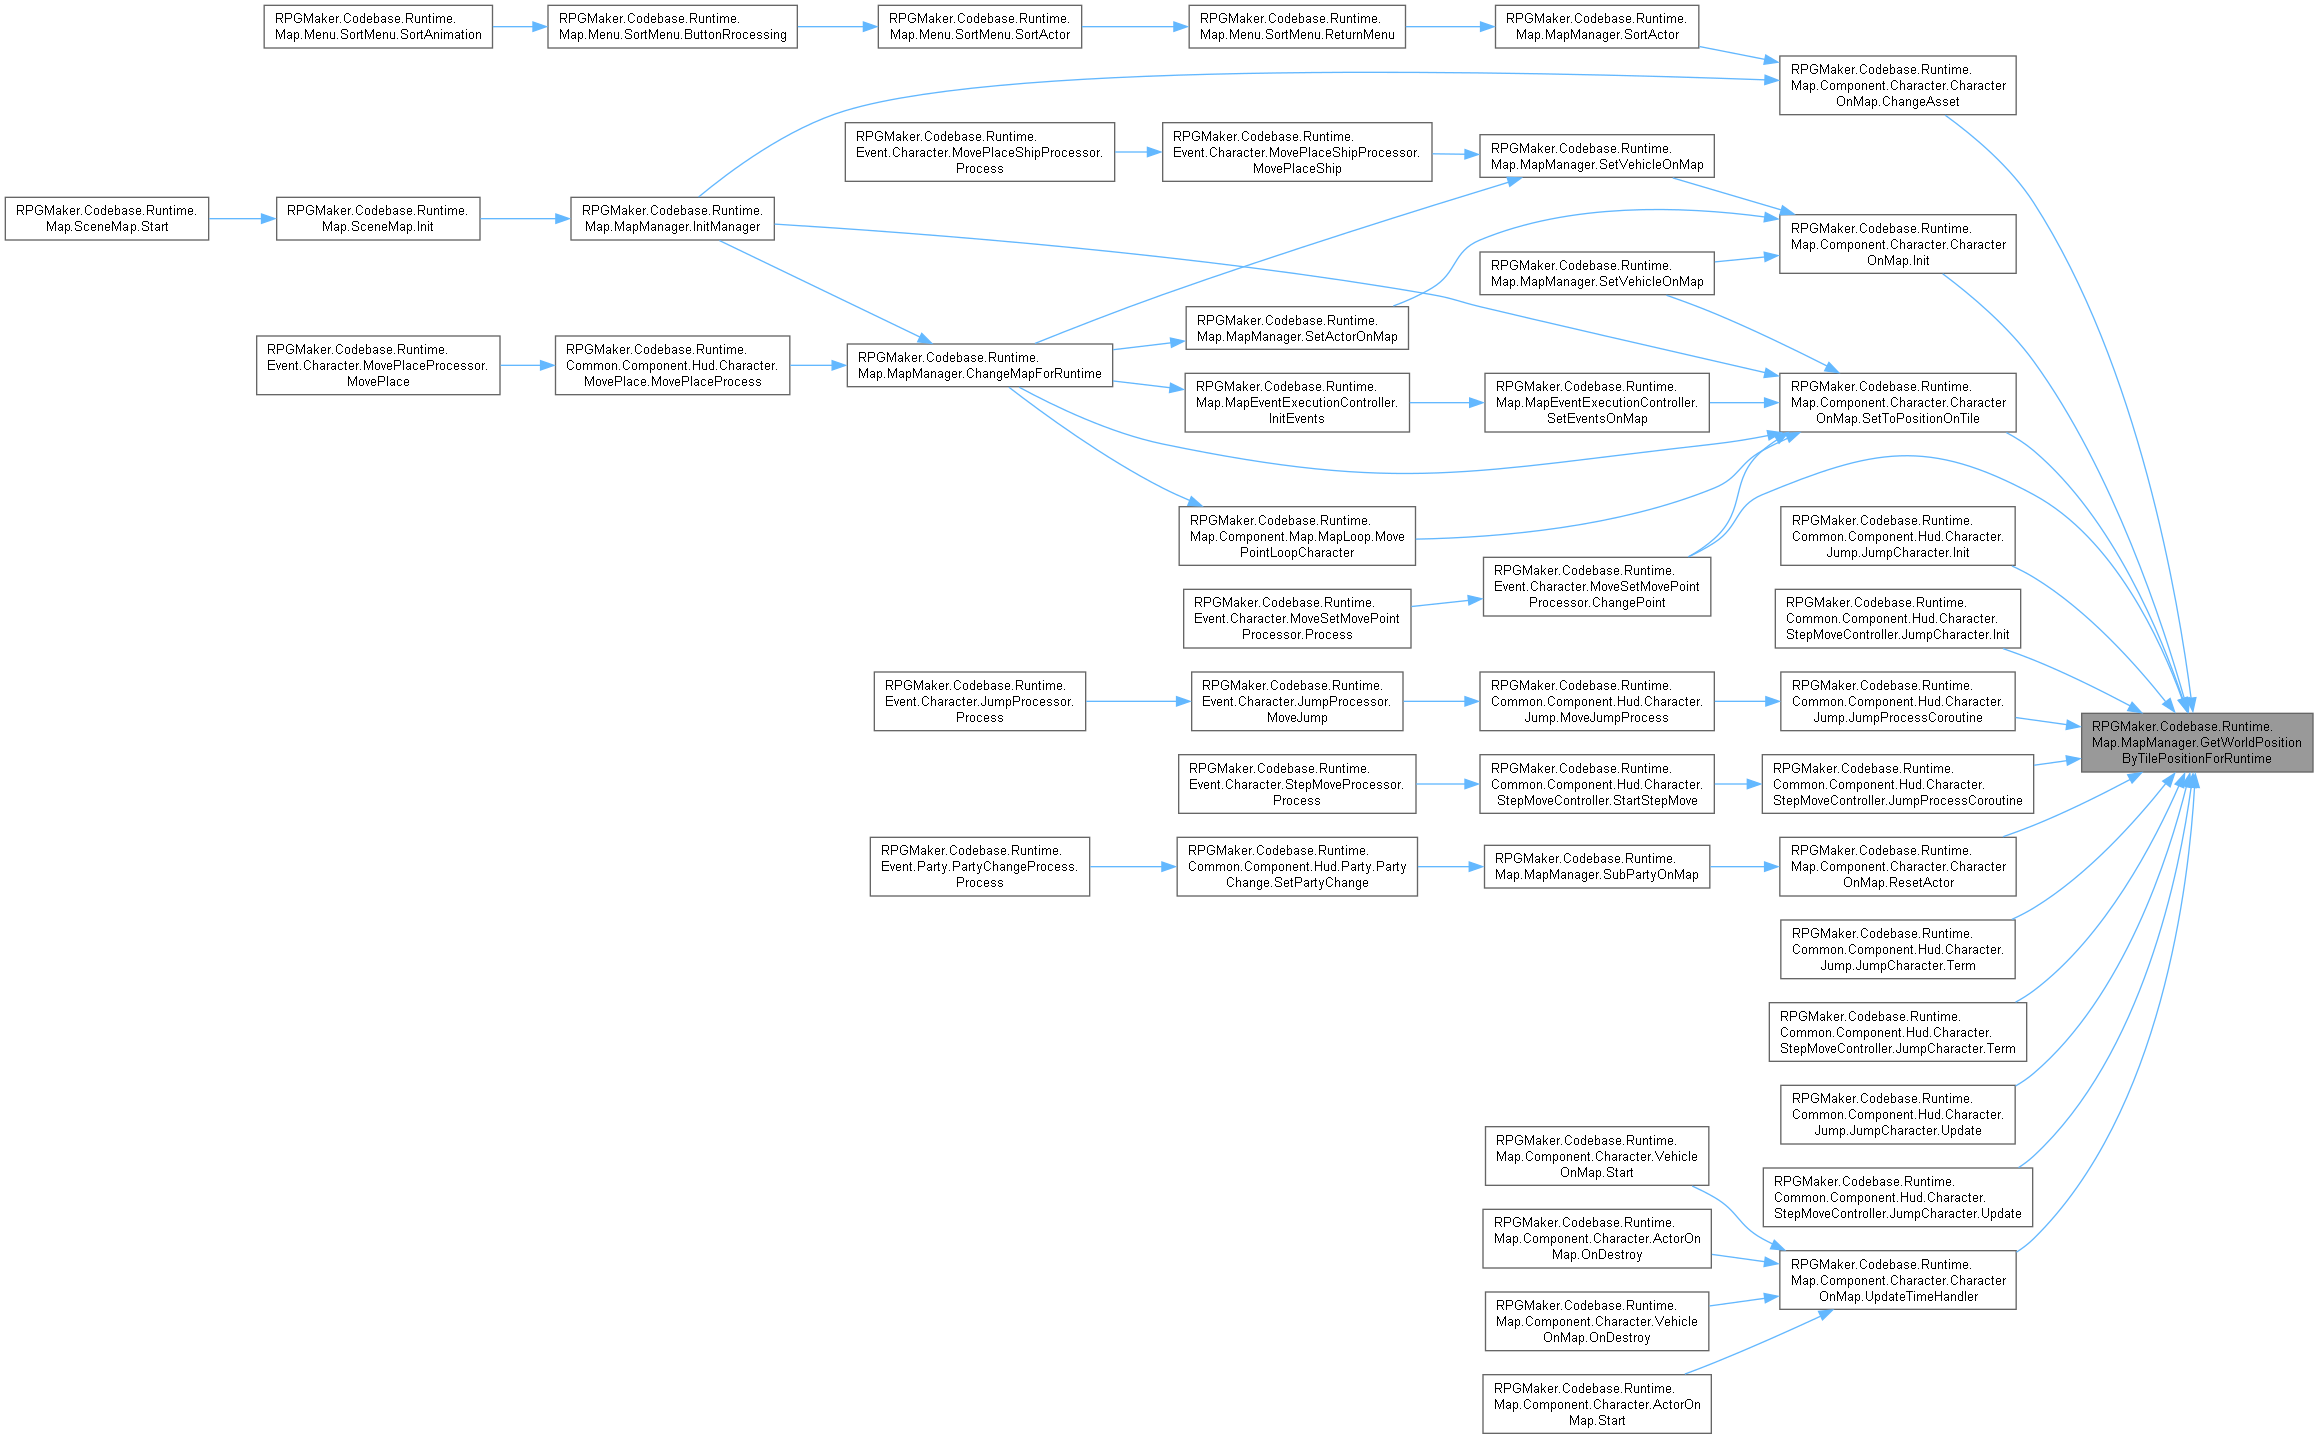 RPGMaker.Codebase.Runtime.
Map.Menu.SortMenu.SortAnimation
RPGMaker.Codebase.Runtime.
Map.Menu.SortMenu.ButtonRrocessing
RPGMaker.Codebase.Runtime.
Map.Menu.SortMenu.SortActor
RPGMaker.Codebase.Runtime.
Map.Menu.SortMenu.ReturnMenu
RPGMaker.Codebase.Runtime.
Map.MapManager.SortActor
RPGMaker.Codebase.Runtime.
Map.Component.Character.Character
OnMap.ChangeAsset
RPGMaker.Codebase.Runtime.
Event.Character.MovePlaceShipProcessor.
Process
RPGMaker.Codebase.Runtime.
Event.Character.MovePlaceShipProcessor.
MovePlaceShip
RPGMaker.Codebase.Runtime.
Map.MapManager.SetVehicleOnMap
RPGMaker.Codebase.Runtime.
Map.SceneMap.Start
RPGMaker.Codebase.Runtime.
Map.SceneMap.Init
RPGMaker.Codebase.Runtime.
Map.MapManager.InitManager
RPGMaker.Codebase.Runtime.
Map.Component.Character.Character
OnMap.Init
RPGMaker.Codebase.Runtime.
Map.MapManager.SetVehicleOnMap
RPGMaker.Codebase.Runtime.
Map.MapManager.SetActorOnMap
RPGMaker.Codebase.Runtime.
Event.Character.MovePlaceProcessor.
MovePlace
RPGMaker.Codebase.Runtime.
Common.Component.Hud.Character.
MovePlace.MovePlaceProcess
RPGMaker.Codebase.Runtime.
Map.MapManager.ChangeMapForRuntime
RPGMaker.Codebase.Runtime.
Map.MapEventExecutionController.
InitEvents
RPGMaker.Codebase.Runtime.
Map.MapEventExecutionController.
SetEventsOnMap
RPGMaker.Codebase.Runtime.
Map.Component.Character.Character
OnMap.SetToPositionOnTile
RPGMaker.Codebase.Runtime.
Map.Component.Map.MapLoop.Move
PointLoopCharacter
RPGMaker.Codebase.Runtime.
Common.Component.Hud.Character.
Jump.JumpCharacter.Init
RPGMaker.Codebase.Runtime.
Event.Character.MoveSetMovePoint
Processor.ChangePoint
RPGMaker.Codebase.Runtime.
Event.Character.MoveSetMovePoint
Processor.Process
RPGMaker.Codebase.Runtime.
Common.Component.Hud.Character.
StepMoveController.JumpCharacter.Init
RPGMaker.Codebase.Runtime.
Event.Character.JumpProcessor.
Process
RPGMaker.Codebase.Runtime.
Event.Character.JumpProcessor.
MoveJump
RPGMaker.Codebase.Runtime.
Common.Component.Hud.Character.
Jump.MoveJumpProcess
RPGMaker.Codebase.Runtime.
Common.Component.Hud.Character.
Jump.JumpProcessCoroutine
RPGMaker.Codebase.Runtime.
Map.MapManager.GetWorldPosition
ByTilePositionForRuntime
RPGMaker.Codebase.Runtime.
Event.Character.StepMoveProcessor.
Process
RPGMaker.Codebase.Runtime.
Common.Component.Hud.Character.
StepMoveController.StartStepMove
RPGMaker.Codebase.Runtime.
Common.Component.Hud.Character.
StepMoveController.JumpProcessCoroutine
RPGMaker.Codebase.Runtime.
Event.Party.PartyChangeProcess.
Process
RPGMaker.Codebase.Runtime.
Common.Component.Hud.Party.Party
Change.SetPartyChange
RPGMaker.Codebase.Runtime.
Map.MapManager.SubPartyOnMap
RPGMaker.Codebase.Runtime.
Map.Component.Character.Character
OnMap.ResetActor
RPGMaker.Codebase.Runtime.
Common.Component.Hud.Character.
Jump.JumpCharacter.Term
RPGMaker.Codebase.Runtime.
Common.Component.Hud.Character.
StepMoveController.JumpCharacter.Term
RPGMaker.Codebase.Runtime.
Common.Component.Hud.Character.
Jump.JumpCharacter.Update
RPGMaker.Codebase.Runtime.
Map.Component.Character.Vehicle
OnMap.Start
RPGMaker.Codebase.Runtime.
Common.Component.Hud.Character.
StepMoveController.JumpCharacter.Update
RPGMaker.Codebase.Runtime.
Map.Component.Character.ActorOn
Map.OnDestroy
RPGMaker.Codebase.Runtime.
Map.Component.Character.Character
OnMap.UpdateTimeHandler
RPGMaker.Codebase.Runtime.
Map.Component.Character.Vehicle
OnMap.OnDestroy
RPGMaker.Codebase.Runtime.
Map.Component.Character.ActorOn
Map.Start